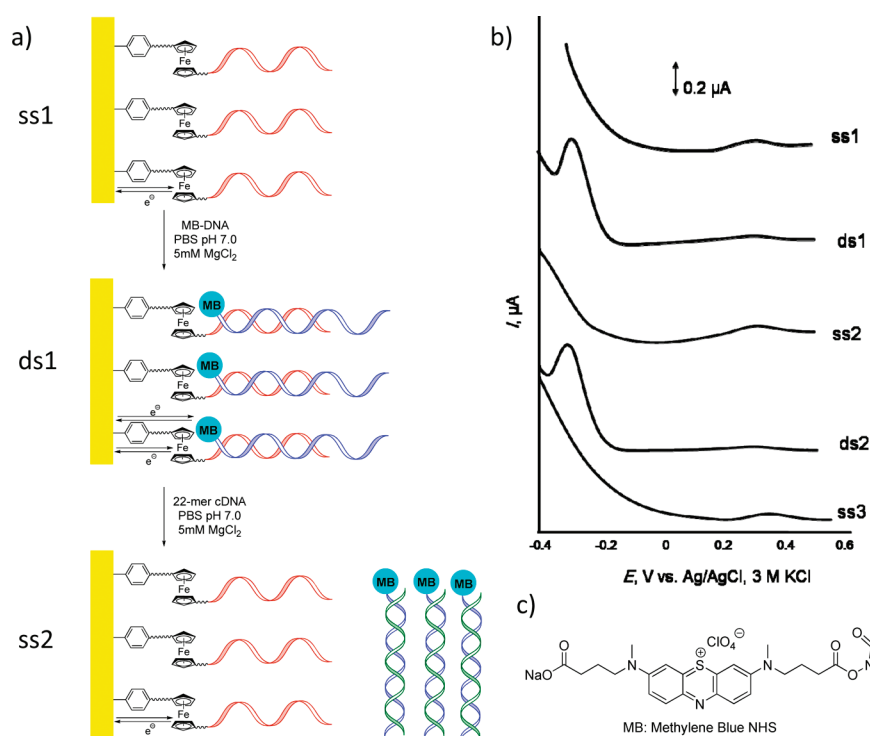 a)
ss1
Fe
Fe
Fe
e⊖
MB-DNA
PBS pH 7.0
5mM MgCl₂
ds1
MB
Fe
MB
Fe
e⊖
MB
Fe
e⊖
22-mer cDNA
PBS pH 7.0
5mM MgCl₂
ss2
Fe
Fe
Fe
e⊖
MB MB MB
b)
0.2 µA
ss1
ds1
ss2
ds2
ss3
I, µA
-0.4 -0.2 0 0.2 0.4 0.6
E, V vs. Ag/AgCl, 3 M KCl
c)
ClO₄⊖
O
NaO
N
S
+
N
N
O
O
O
N
MB: Methylene Blue NHS